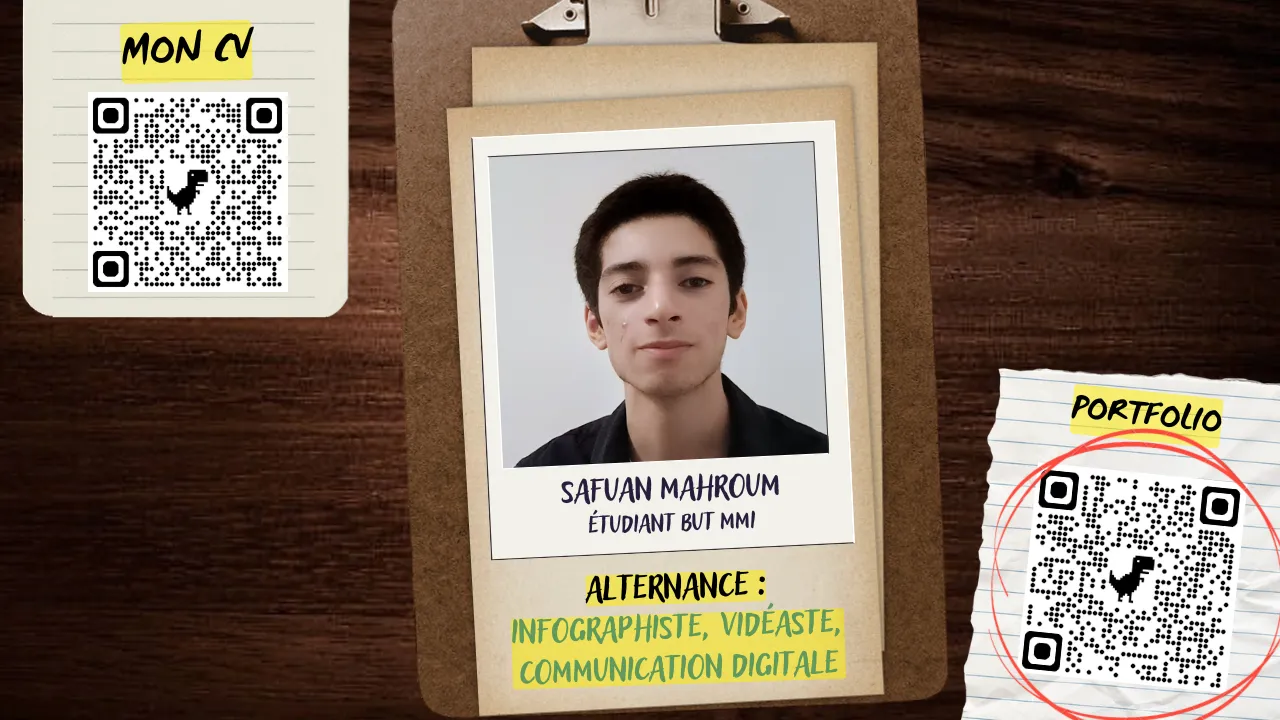 MON CV
SAFUAN MAHROUM
ÉTUDIANT BUT MMI
ALTERNANCE :
INFOGRAPHISTE, VIDÉASTE,
COMMUNICATION DIGITALE
PORTFOLIO